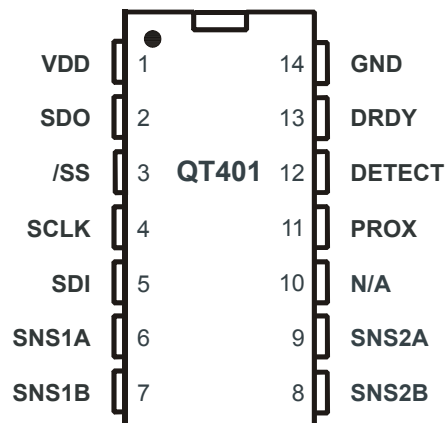 VDD 1 14 GND
SDO 2 13 DRDY
/SS 3 QT401 12 DETECT
SCLK 4 11 PROX
SDI 5 10 N/A
SNS1A 6 9 SNS2A
SNS1B 7 8 SNS2B